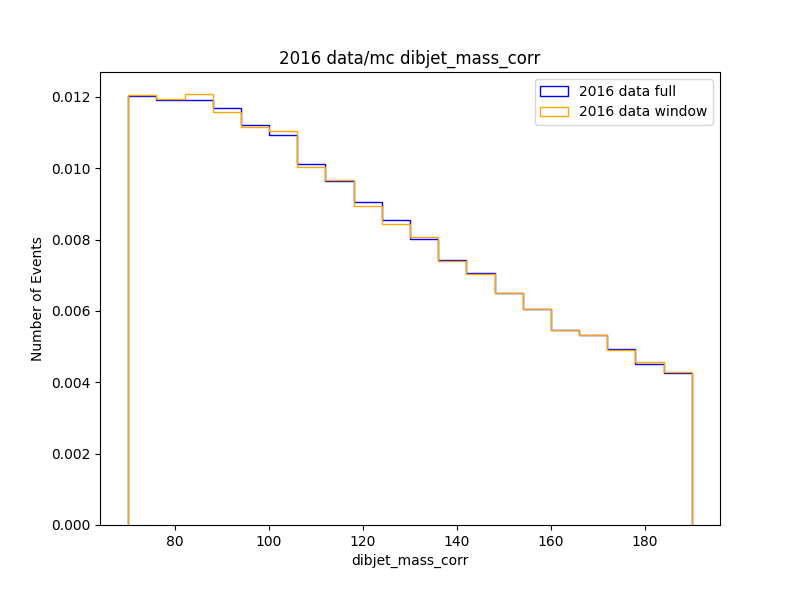 2016 data/mc dibjet_mass_corr
2016 data full
2016 data window
Number of Events
0.012
0.010
0.008
0.006
0.004
0.002
0.000
80
100
120
140
160
180
dibjet_mass_corr